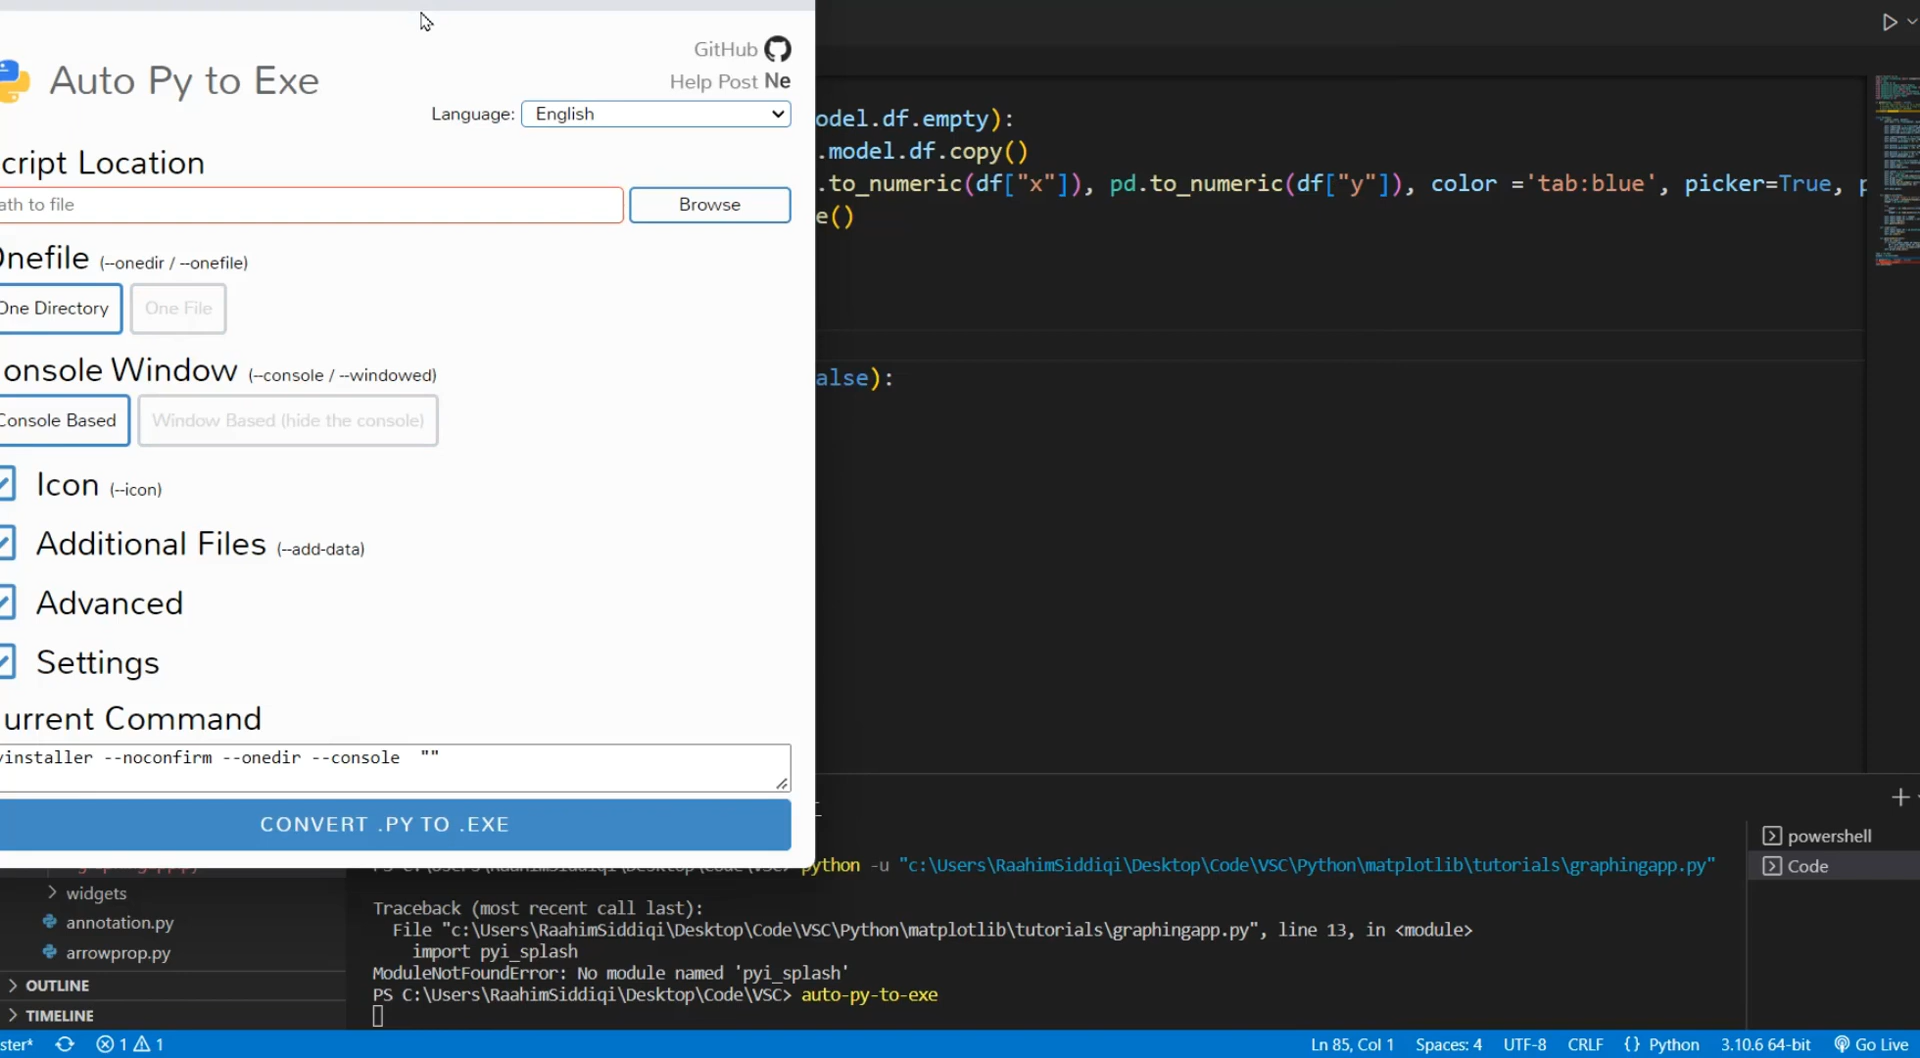 GitHub
Auto Py to Exe
Help Post Ne
Language: English
cript Location
ath to file
Browse
Onefile (--onedir / --onefile)
One Directory
One File
onsole Window (--console / --windowed)
Console Based
Window Based (hide the console)
Icon (--icon)
Additional Files (--add-data)
Advanced
Settings
urrent Command
yinstaller --noconfirm --onedir --console ""
CONVERT .PY TO .EXE
odel.df.empty):
.model.df.copy()
.to_numeric(df["x"]), pd.to_numeric(df["y"]), color ='tab:blue', picker=True, p
e()
alse):
powershell
Code
python -u "c:\Users\RaahimSiddiqi\Desktop\Code\VSC\Python\matplotlib\tutorials\graphingapp.py"
Traceback (most recent call last):
File "c:\Users\RaahimSiddiqi\Desktop\Code\VSC\Python\matplotlib\tutorials\graphingapp.py", line 13, in <module>
import pyi_splash
ModuleNotFoundError: No module named 'pyi_splash'
PS C:\Users\RaahimSiddiqi\Desktop\Code\VSC> auto-py-to-exe
widgets
annotation.py
arrowprop.py
OUTLINE
TIMELINE
ster* 1 1
Ln 85, Col 1 Spaces: 4 UTF-8 CRLF {} Python 3.10.6 64-bit Go Live